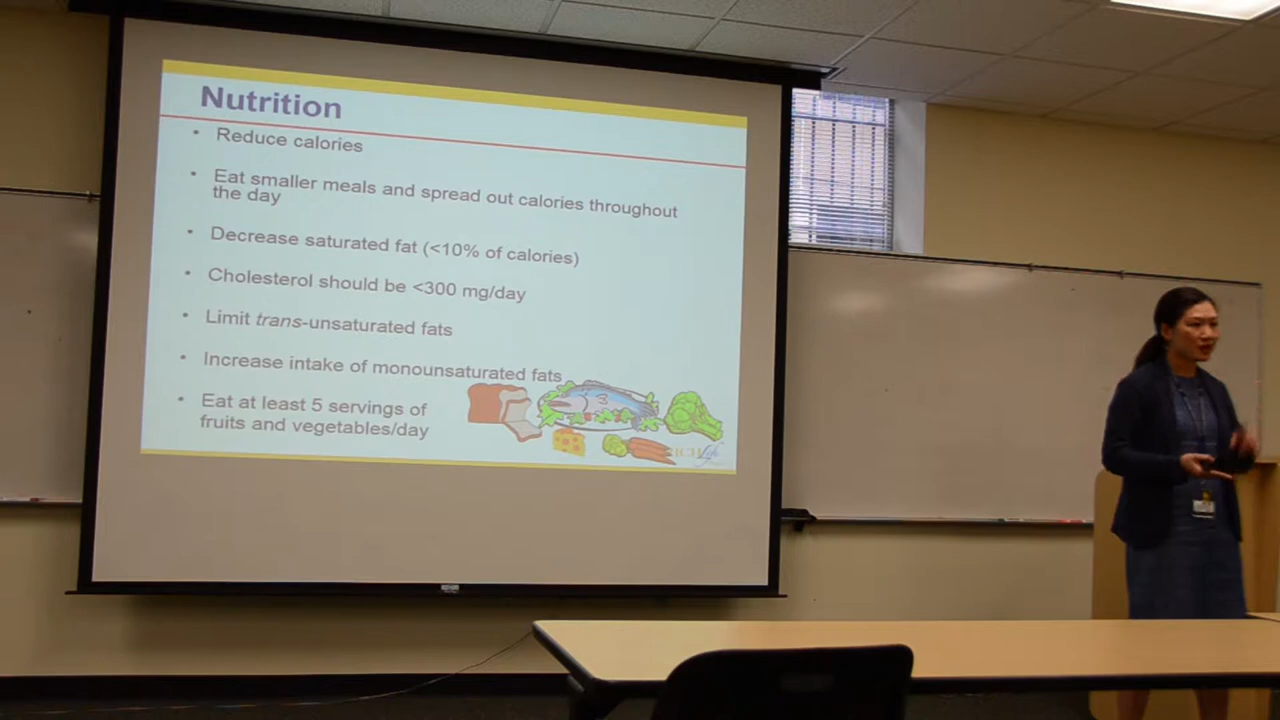 Nutrition
• Reduce calories
• Eat smaller meals and spread out calories throughout
the day
• Decrease saturated fat (<10% of calories)
• Cholesterol should be <300 mg/day
• Limit trans-unsaturated fats
• Increase intake of monounsaturated fats
• Eat at least 5 servings of
fruits and vegetables/day